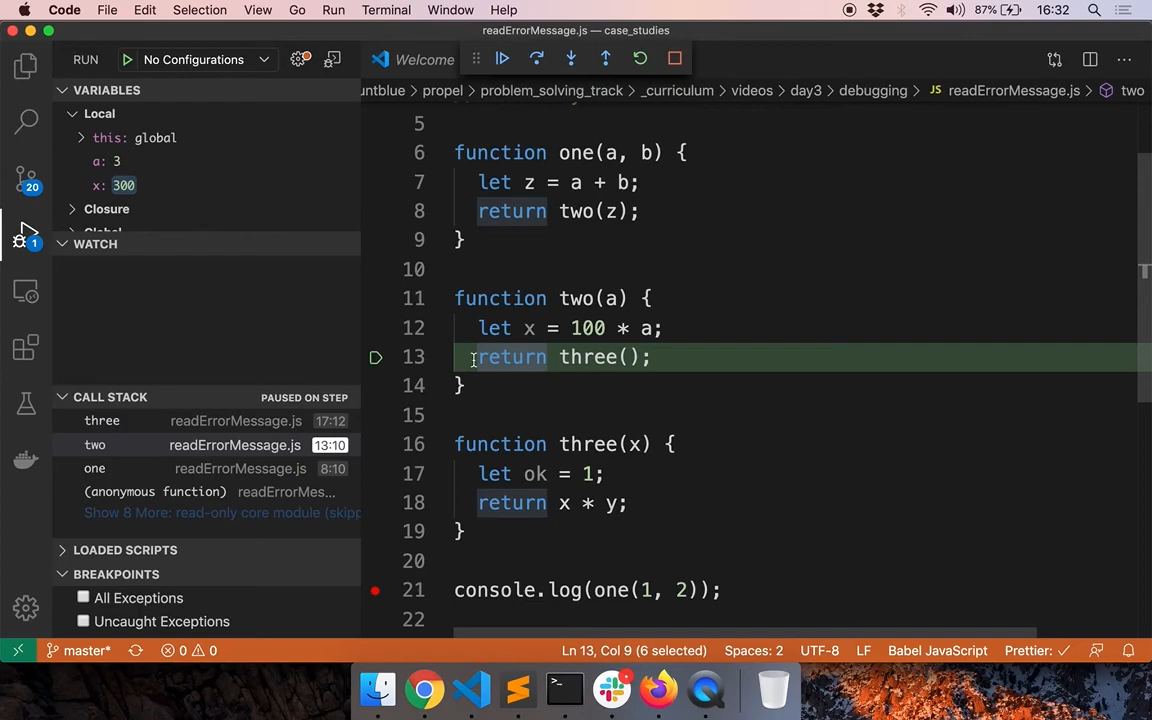 Code File Edit Selection View Go Run Terminal Window Help 87% 16:32
readErrorMessage.js — case_studies
RUN No Configurations
Welcome
VARIABLES
Local
this: global
a: 3
x: 300
Closure
Global
WATCH
CALL STACK PAUSED ON STEP
three readErrorMessage.js 17:12
two readErrorMessage.js 13:10
one readErrorMessage.js 8:10
(anonymous function) readErrorMes...
Show 8 More: read-only core module (skipp
LOADED SCRIPTS
BREAKPOINTS
All Exceptions
Uncaught Exceptions
20
1
untblue > propel > problem_solving_track > _curriculum > videos > day3 > debugging > JS readErrorMessage.js > two
5
6 function one(a, b) {
7 let z = a + b;
8 return two(z);
9 }
10
11 function two(a) {
12 let x = 100 * a;
13 return three();
14 }
15
16 function three(x) {
17 let ok = 1;
18 return x * y;
19 }
20
21 console.log(one(1, 2));
22
master* 0 0 Ln 13, Col 9 (6 selected) Spaces: 2 UTF-8 LF Babel JavaScript Prettier: ✓